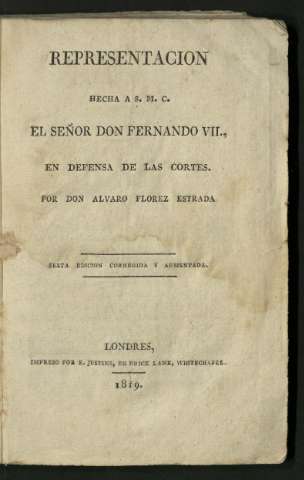 REPRESENTACION
HECHA A S. M. C.
EL SEÑOR DON FERNANDO VII.,
EN DEFENSA DE LAS CORTES.
POR DON ALVARO FLOREZ ESTRADA
SEXTA EDICION CORREGIDA Y AUMENTADA.
LONDRES,
IMPRESO POR E. JUSTINS, 34, BRICK LANE, WHITECHAPEL.
1819.